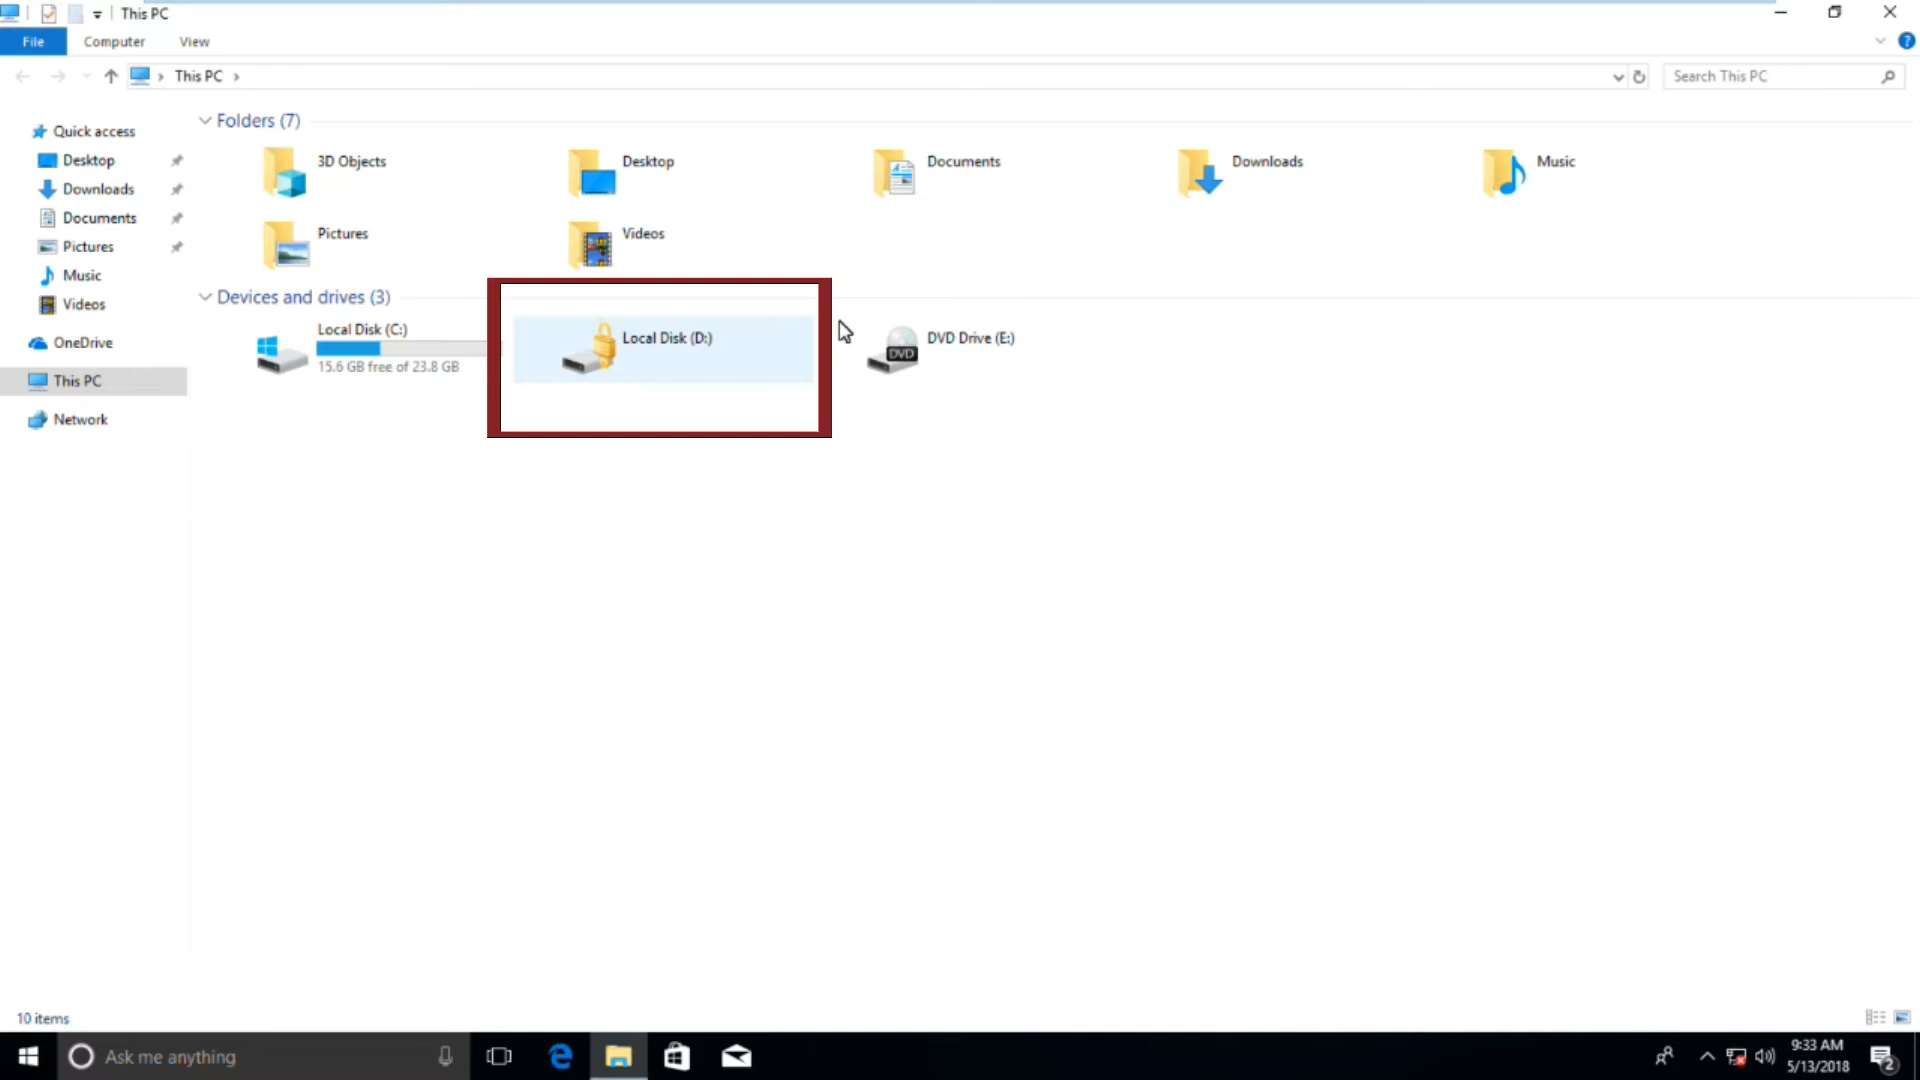 This PC
File Computer View
This PC
Search This PC
Quick access
Desktop
Downloads
Documents
Pictures
Music
Videos
OneDrive
This PC
Network
Folders (7)
3D Objects
Desktop
Documents
Downloads
Music
Pictures
Videos
Devices and drives (3)
Local Disk (C:)
15.6 GB free of 23.8 GB
Local Disk (D:)
DVD
DVD Drive (E:)
10 items
Ask me anything
9:33 AM
5/13/2018
2